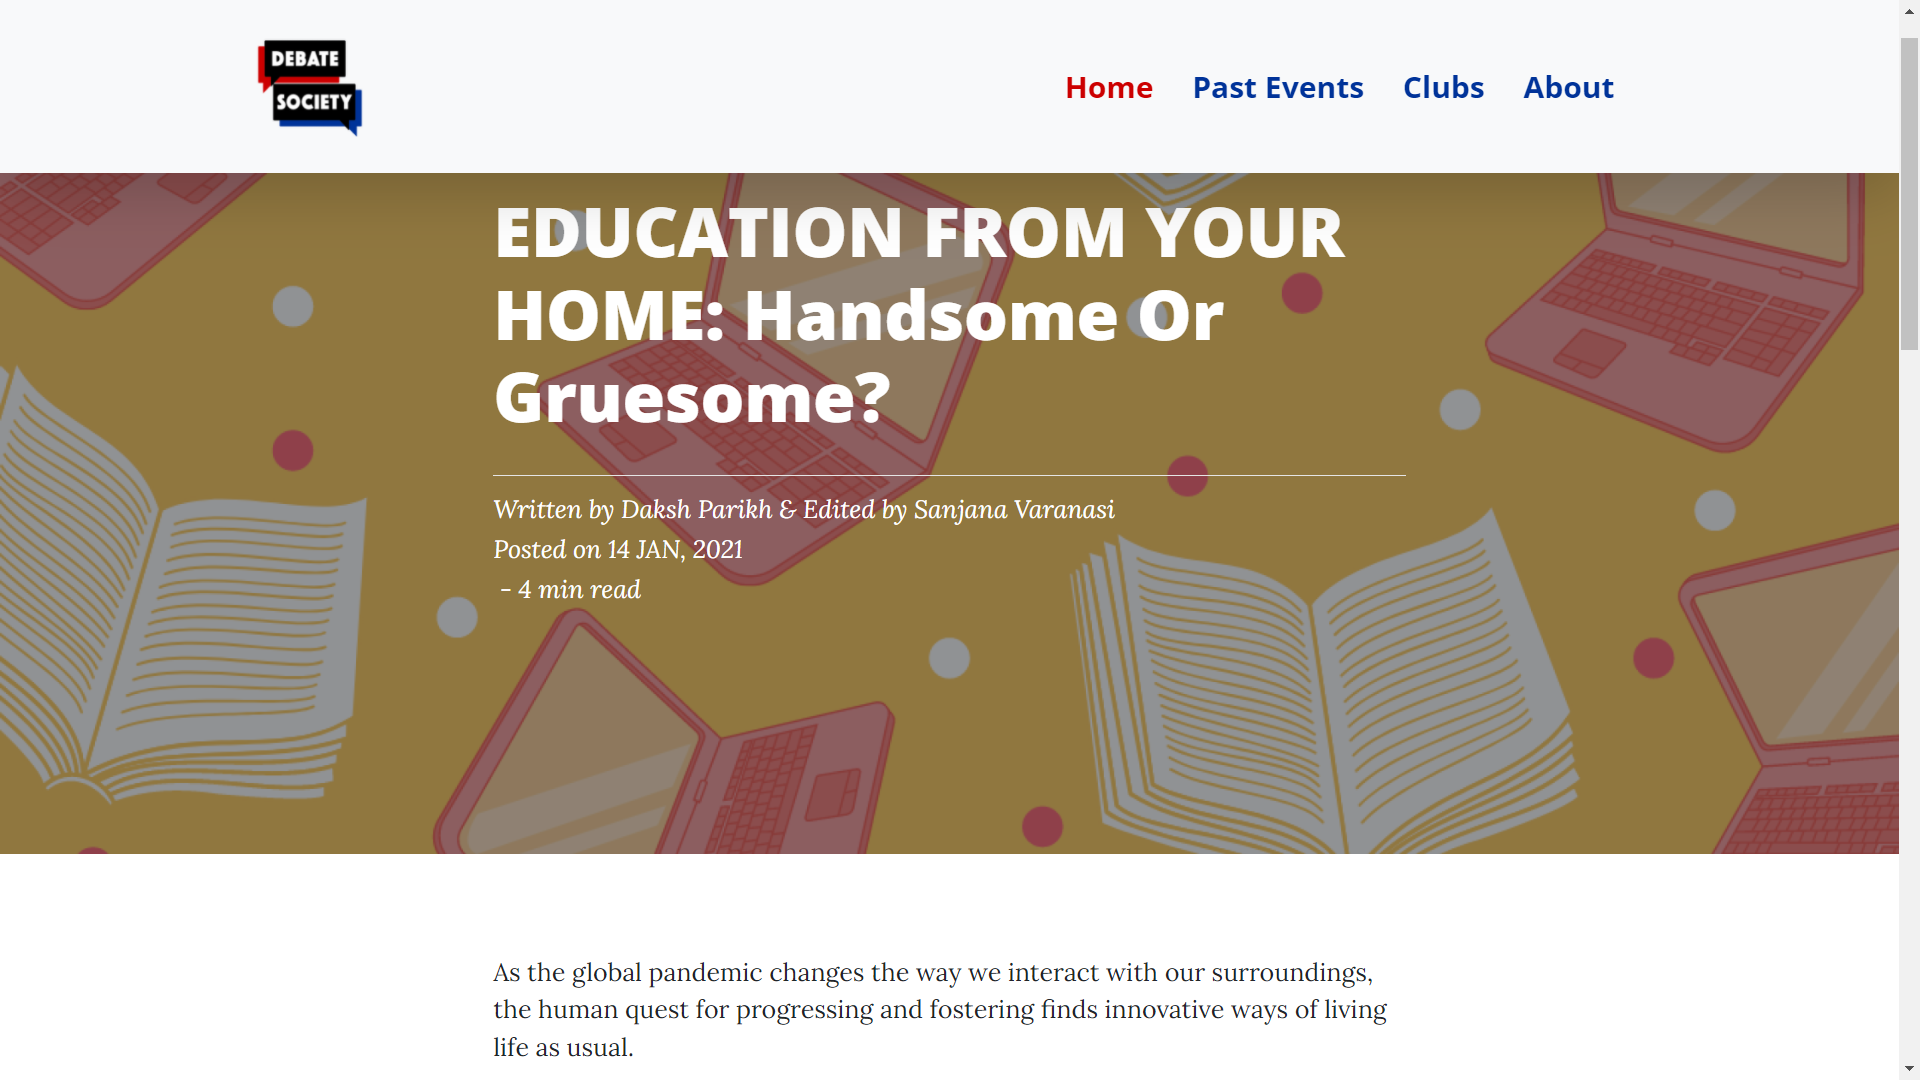 DEBATE
SOCIETY
Home Past Events Clubs About
EDUCATION FROM YOUR
HOME: Handsome Or
Gruesome?
Written by Daksh Parikh & Edited by Sanjana Varanasi
Posted on 14 JAN, 2021
- 4 min read
As the global pandemic changes the way we interact with our surroundings,
the human quest for progressing and fostering finds innovative ways of living
life as usual.